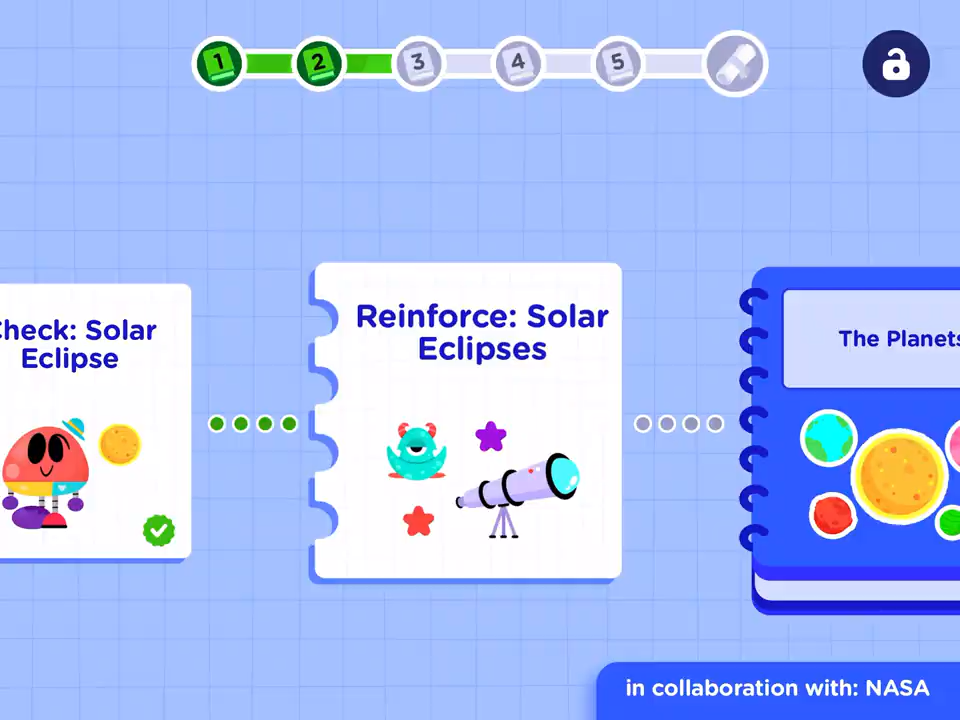 1 2 3 4 5
Check: Solar
Eclipse
Reinforce: Solar
Eclipses
The Planets
in collaboration with: NASA